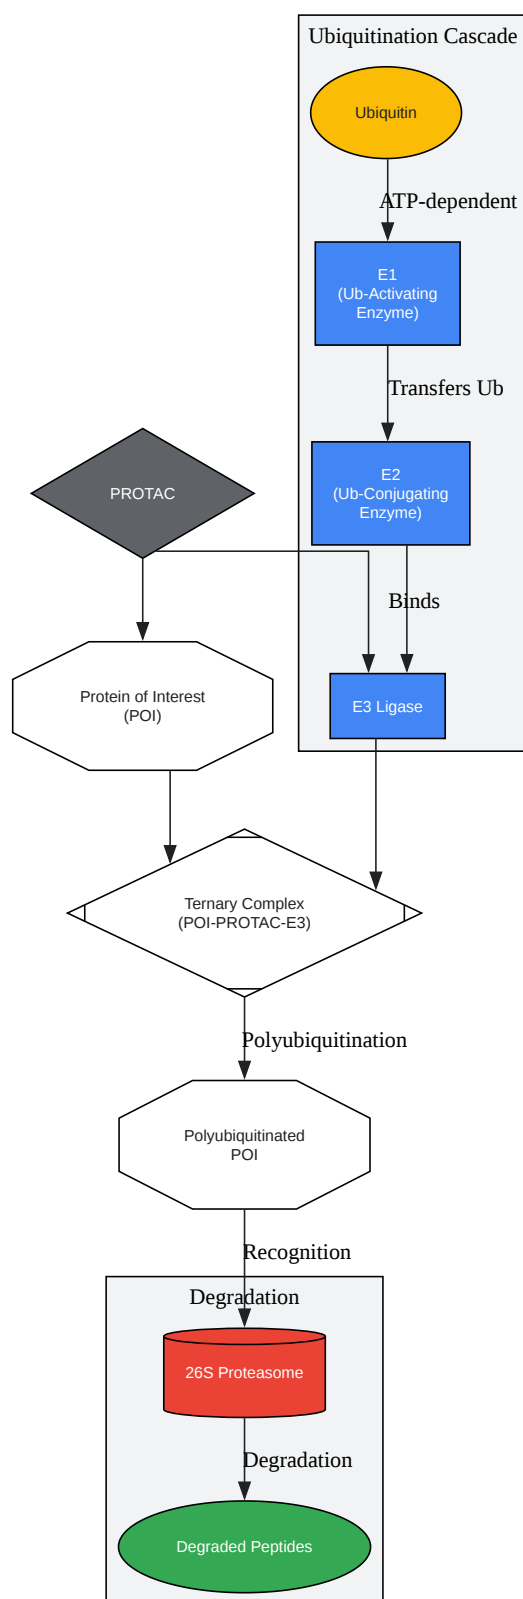 Ubiquitination Cascade
Ubiquitin
ATP-dependent
E1
(Ub-Activating
Enzyme)
Transfers Ub
E2
(Ub-Conjugating
Enzyme)
PROTAC
Binds
Protein of Interest
(POI)
E3 Ligase
Ternary Complex
(POI-PROTAC-E3)
Polyubiquitination
Polyubiquitinated
POI
Recognition
Degradation
26S Proteasome
Degradation
Degraded Peptides